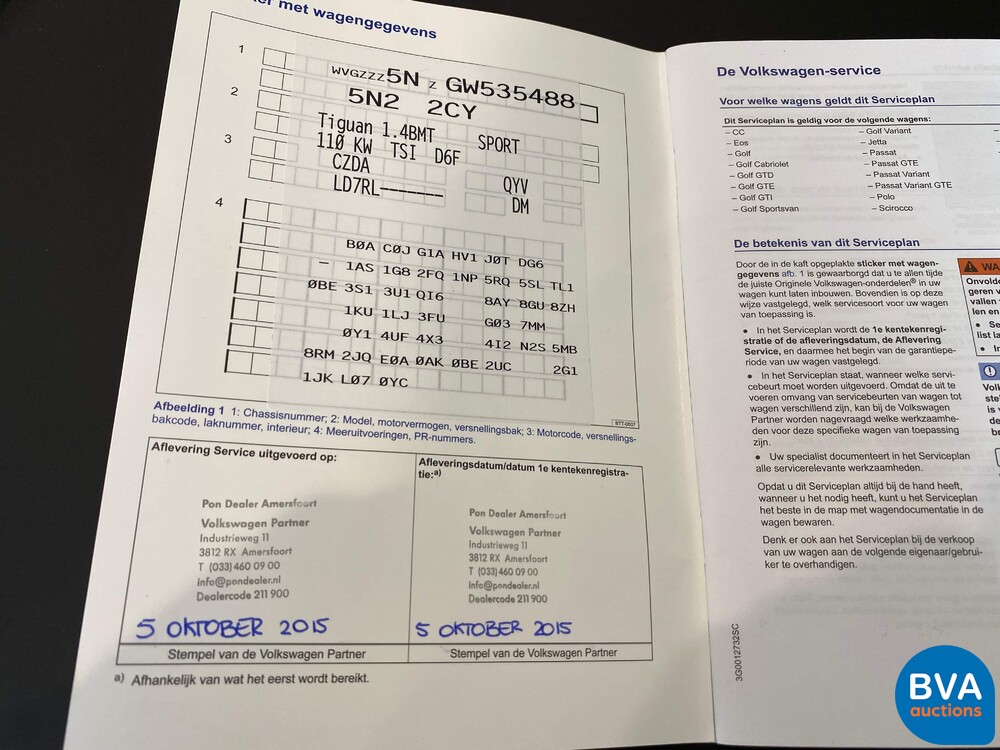 met wagengegevens
1
WVGZZZ5N Z GW535488
2
5N2 2CY
Tiguan 1.4BMT SPORT
3
110 KW TSI D6F
CZDA QYV
LD7RL------- DM
4
B0A C0J G1A HV1 J0T DG6
— 1AS 1G8 2FQ 1NP 5RQ 5SL TL1
0BE 3S1 3U1 QI6 8AY 8GU 8ZH
1KU 1LJ 3FU G03 7MM
0Y1 4UF 4X3 4I2 N2S 5MB
8RM 2JQ E0A 0AK 0BE 2UC 2G1
1JK L07 0YC
BTT-0507
Afbeelding 1 1: Chassisnummer; 2: Model, motorvermogen, versnellingsbak; 3: Motorcode, versnellings-
bakcode, laknummer, interieur; 4: Meeruitvoeringen, PR-nummers.
Aflevering Service uitgevoerd op:
Pon Dealer Amersfoort
Volkswagen Partner
Industrieweg 11
3812 RX Amersfoort
T (033) 460 09 00
info@pondealer.nl
Dealercode 211 900
5 OKTOBER 2015
Stempel van de Volkswagen Partner
Afleveringsdatum/datum 1e kentekenregistra-
tie:a)
Pon Dealer Amersfoort
Volkswagen Partner
Industrieweg 11
3812 RX Amersfoort
T (033) 460 09 00
info@pondealer.nl
Dealercode 211 900
5 OKTOBER 2015
Stempel van de Volkswagen Partner
a) Afhankelijk van wat het eerst wordt bereikt.
De Volkswagen-service
Voor welke wagens geldt dit Serviceplan
Dit Serviceplan is geldig voor de volgende wagens:
– CC
– Eos
– Golf
– Golf Cabriolet
– Golf GTD
– Golf GTE
– Golf GTI
– Golf Sportsvan
– Golf Variant
– Jetta
– Passat
– Passat GTE
– Passat Variant
– Passat Variant GTE
– Polo
– Scirocco
De betekenis van dit Serviceplan
Door de in de kaft opgeplakte sticker met wagen-
gegevens afb. 1 is gewaarborgd dat u te allen tijde
de juiste Originele Volkswagen-onderdelen® in uw
wagen kunt laten inbouwen. Bovendien is op deze
wijze vastgelegd, welk servicesoort voor uw wagen
van toepassing is.
• In het Serviceplan wordt de 1e kentekenregi-
stratie of de afleveringsdatum, de Aflevering
Service, en daarmee het begin van de garantiepe-
riode van uw wagen vastgelegd.
• In het Serviceplan staat, wanneer welke servi-
cebeurt moet worden uitgevoerd. Omdat de uit te
voeren omvang van servicebeurten van wagen tot
wagen verschillend zijn, kan bij de Volkswagen
Partner worden nagevraagd welke werkzaamhe-
den voor deze specifieke wagen van toepassing
zijn.
• Uw specialist documenteert in het Serviceplan
alle servicerelevante werkzaamheden.
Opdat u dit Serviceplan altijd bij de hand heeft,
wanneer u het nodig heeft, kunt u het Serviceplan
het beste in de map met wagendocumentatie in de
wagen bewaren.
Denk er ook aan het Serviceplan bij de verkoop
van uw wagen aan de volgende eigenaar/gebrui-
ker te overhandigen.
3G0012732SC
BVA
auctions